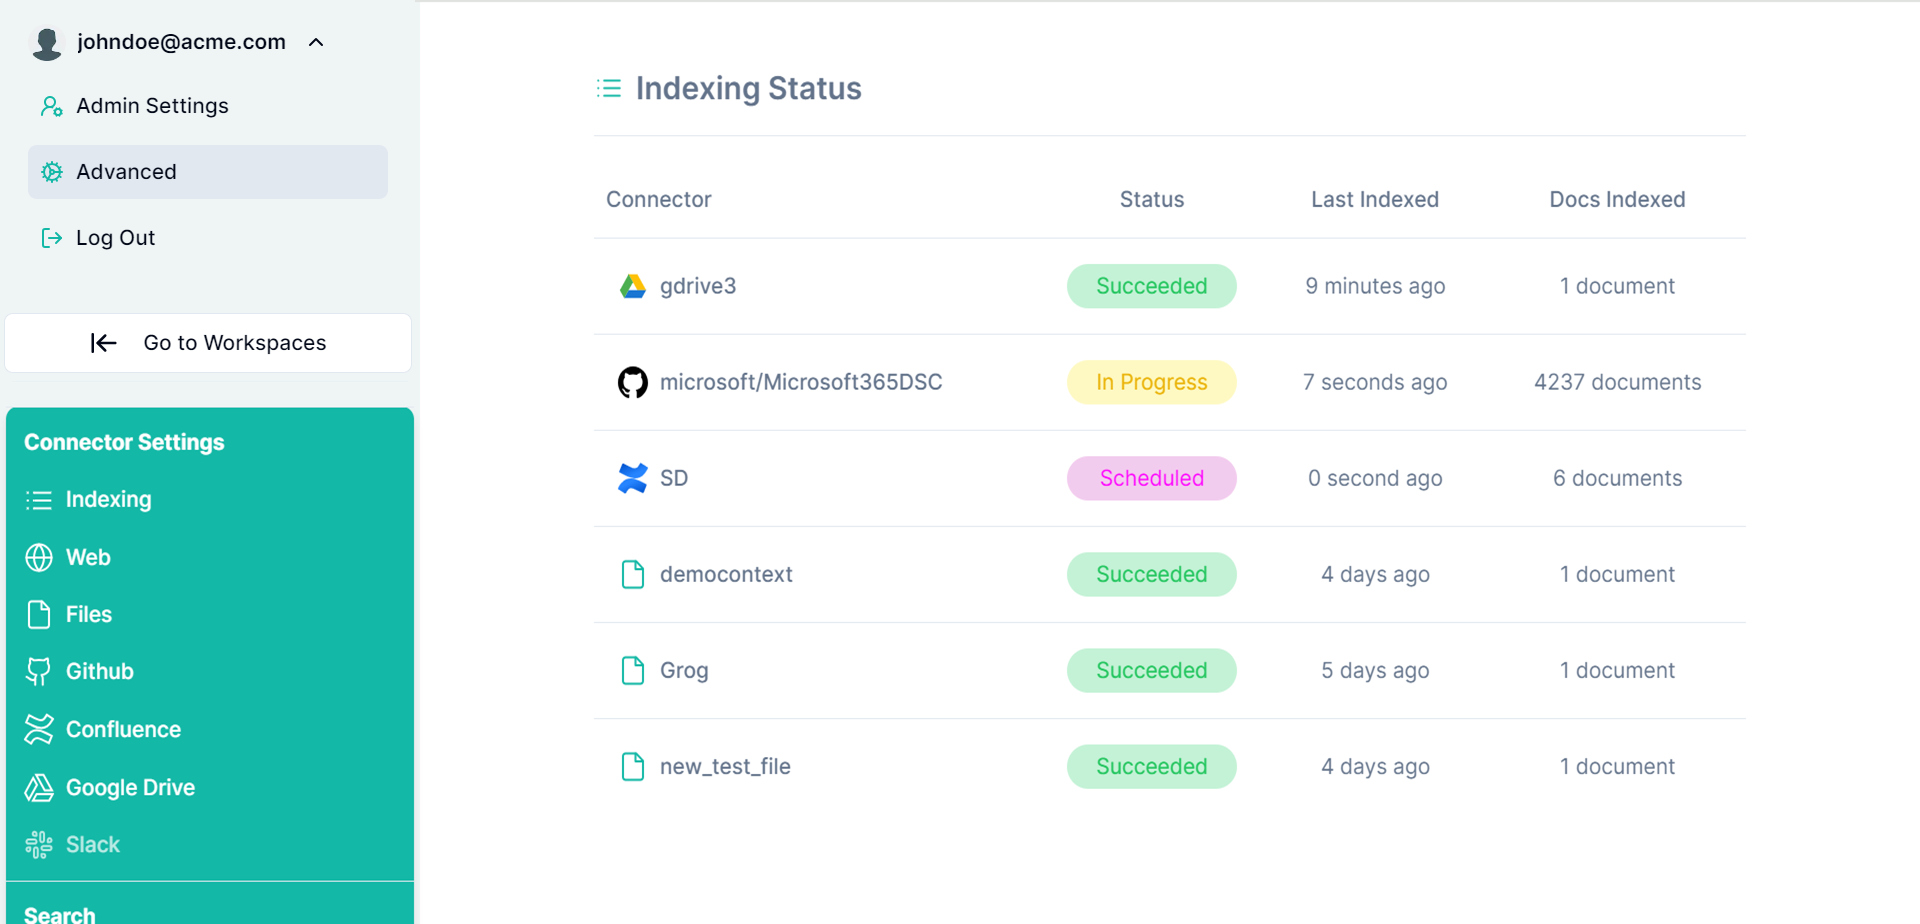 johndoe@acme.com
Admin Settings
Advanced
Log Out
Go to Workspaces
Connector Settings
Indexing
Web
Files
Github
Confluence
Google Drive
Slack
Search
Indexing Status
Connector Status Last Indexed Docs Indexed
gdrive3 Succeeded 9 minutes ago 1 document
microsoft/Microsoft365DSC In Progress 7 seconds ago 4237 documents
SD Scheduled 0 second ago 6 documents
democontext Succeeded 4 days ago 1 document
Grog Succeeded 5 days ago 1 document
new_test_file Succeeded 4 days ago 1 document